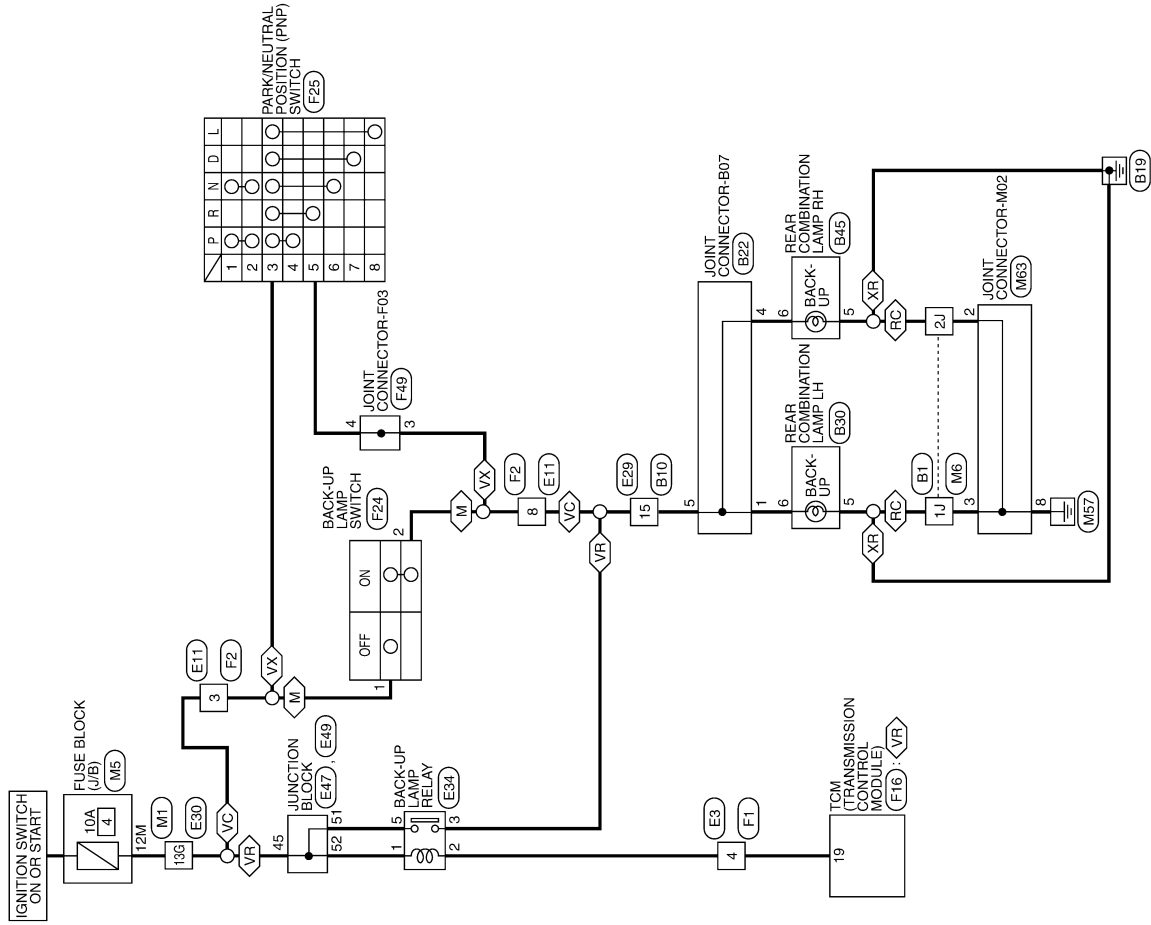 IGNITION SWITCH
ON OR START
FUSE BLOCK
(J/B)
M5
10A
4
12M
13G
M1
E30
VC
VR
45
JUNCTION
BLOCK
E47 , E49
52
51
1
5
BACK-UP
LAMP
RELAY
E34
2
3
4
E3
F1
19
TCM
(TRANSMISSION
CONTROL
MODULE)
F16 : VR
3
E11
F2
VX
M
1
OFF
ON
2
BACK-UP
LAMP
SWITCH
F24
P
R
N
D
L
1
2
3
4
5
6
7
8
PARK/NEUTRAL
POSITION (PNP)
SWITCH
F25
4
3
JOINT
CONNECTOR-F03
F49
M
VX
8
F2
E11
VC
VR
15
E29
B10
5
JOINT
CONNECTOR-B07
B22
1
4
6
BACK-
UP
REAR
COMBINATION
LAMP LH
B30
5
6
BACK-
UP
REAR
COMBINATION
LAMP RH
B45
5
XR
RC
XR
RC
1J
B1
M6
2J
3
2
JOINT
CONNECTOR-M02
M63
8
M57
B19